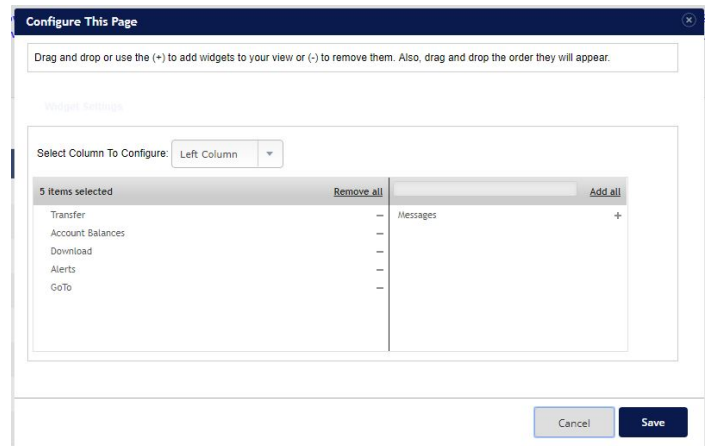 Configure This Page
Drag and drop or use the (+) to add widgets to your view or (-) to remove them. Also, drag and drop the order they will appear.
Widget Settings
Select Column To Configure: Left Column
5 items selected Remove all Add all
Transfer − Messages +
Account Balances −
Download −
Alerts −
GoTo −
Cancel Save